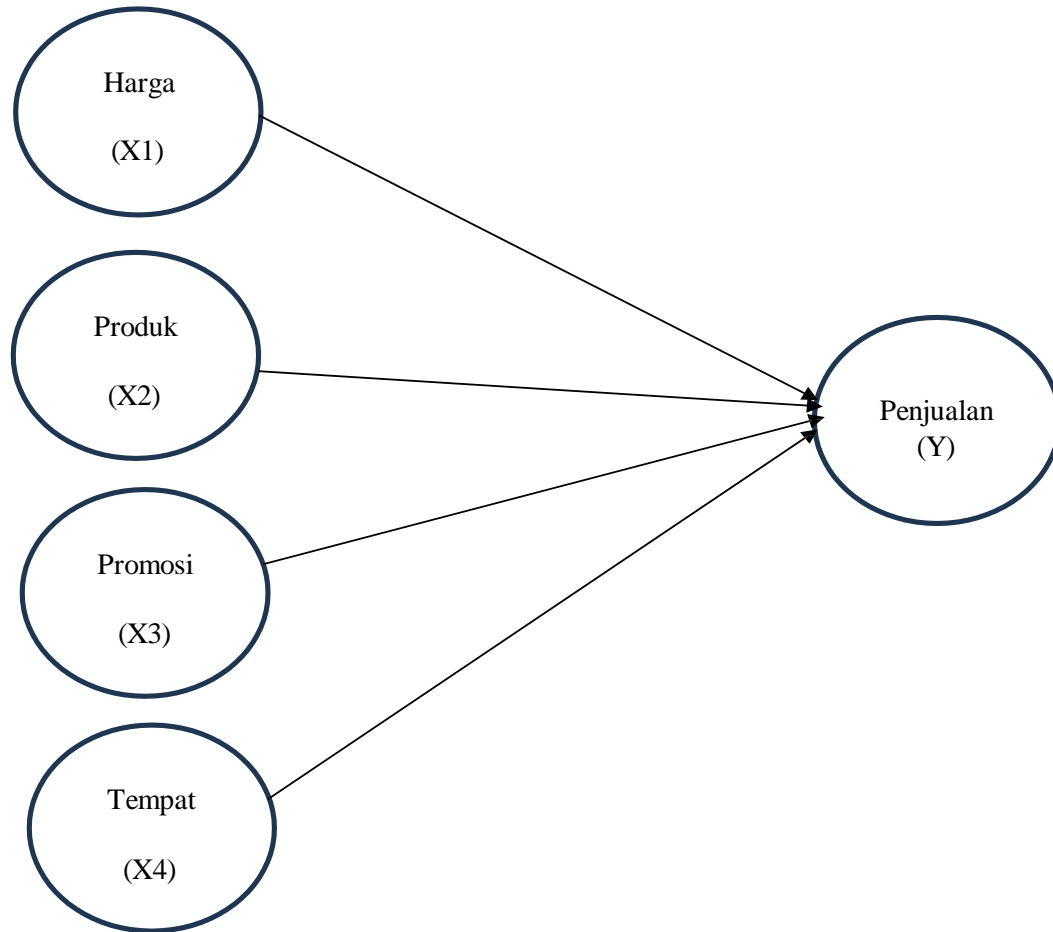 Harga
(X1)
Produk
(X2)
Promosi
(X3)
Tempat
(X4)
Penjualan
(Y)